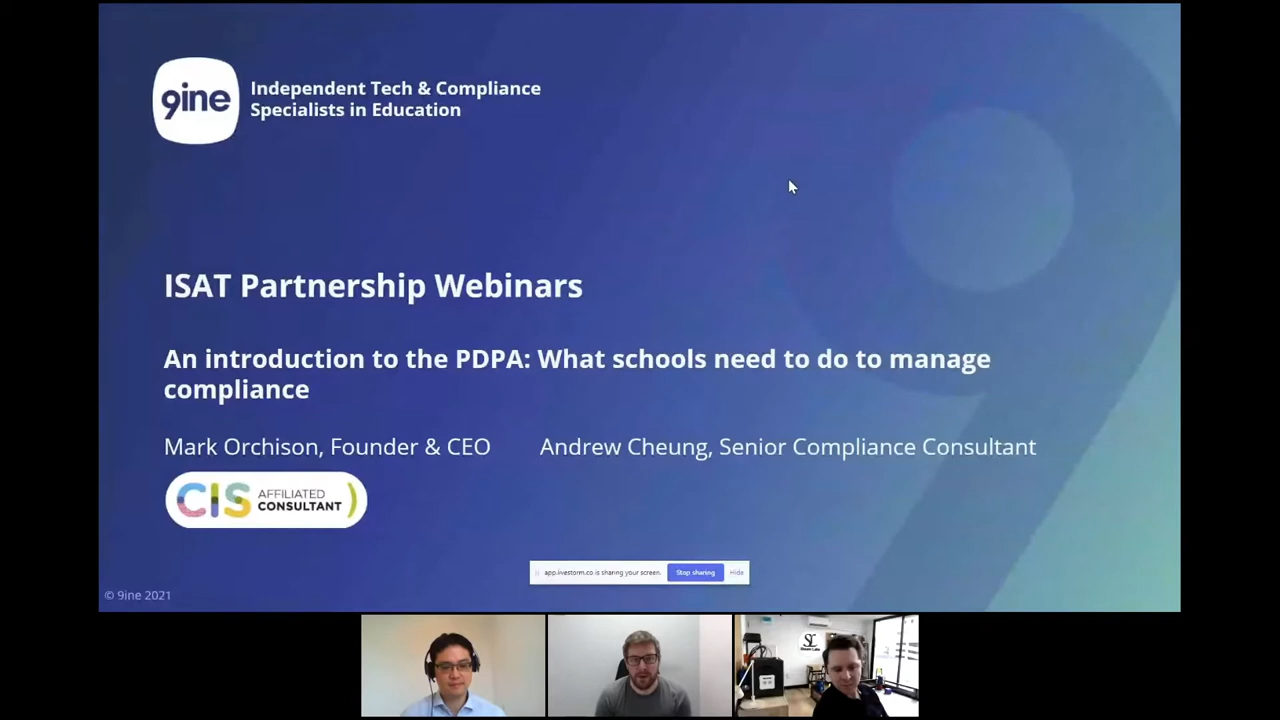 9ine
Independent Tech & Compliance
Specialists in Education
ISAT Partnership Webinars
An introduction to the PDPA: What schools need to do to manage
compliance
Mark Orchison, Founder & CEO
Andrew Cheung, Senior Compliance Consultant
CIS AFFILIATED
CONSULTANT
app.livestorm.co is sharing your screen. Stop sharing Hide
© 9ine 2021
SL